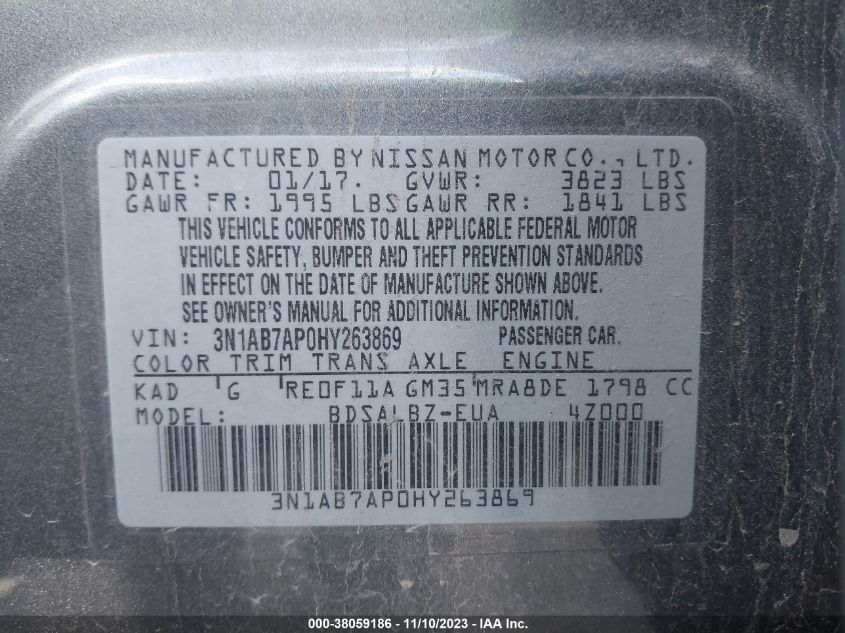 MANUFACTURED BY NISSAN MOTOR CO., LTD.
DATE: 01/17. GVWR: 3823 LBS
GAWR FR: 1995 LBS GAWR RR: 1841 LBS
THIS VEHICLE CONFORMS TO ALL APPLICABLE FEDERAL MOTOR
VEHICLE SAFETY, BUMPER AND THEFT PREVENTION STANDARDS
IN EFFECT ON THE DATE OF MANUFACTURE SHOWN ABOVE.
SEE OWNER'S MANUAL FOR ADDITIONAL INFORMATION.
VIN: 3N1AB7AP0HY263869 PASSENGER CAR.
COLOR TRIM TRANS AXLE ENGINE
KAD G RE0F11A GM35 MRA8DE 1798 CC
MODEL: BDSALBZ-EUA 4Z000
3N1AB7AP0HY263869
000-38059186 - 11/10/2023 - IAA Inc.